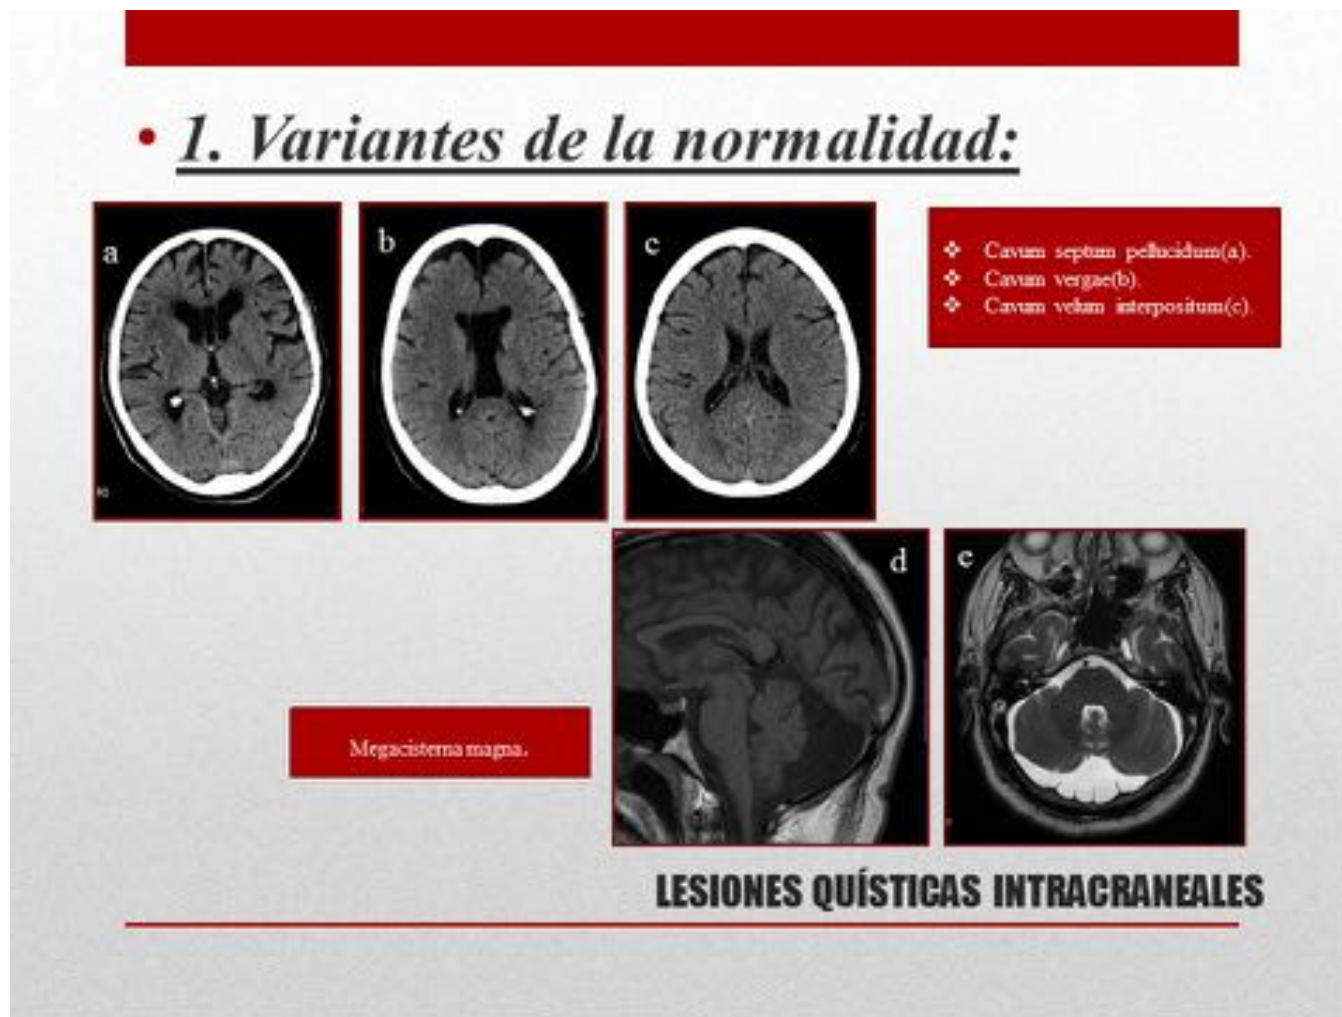 • 1. Variantes de la normalidad:
a
b
c
❖ Cavum septum pellucidum(a).
❖ Cavum vergae(b).
❖ Cavum velum interpositum(c).
d
e
Megacisterna magna.
LESIONES QUÍSTICAS INTRACRANEALES